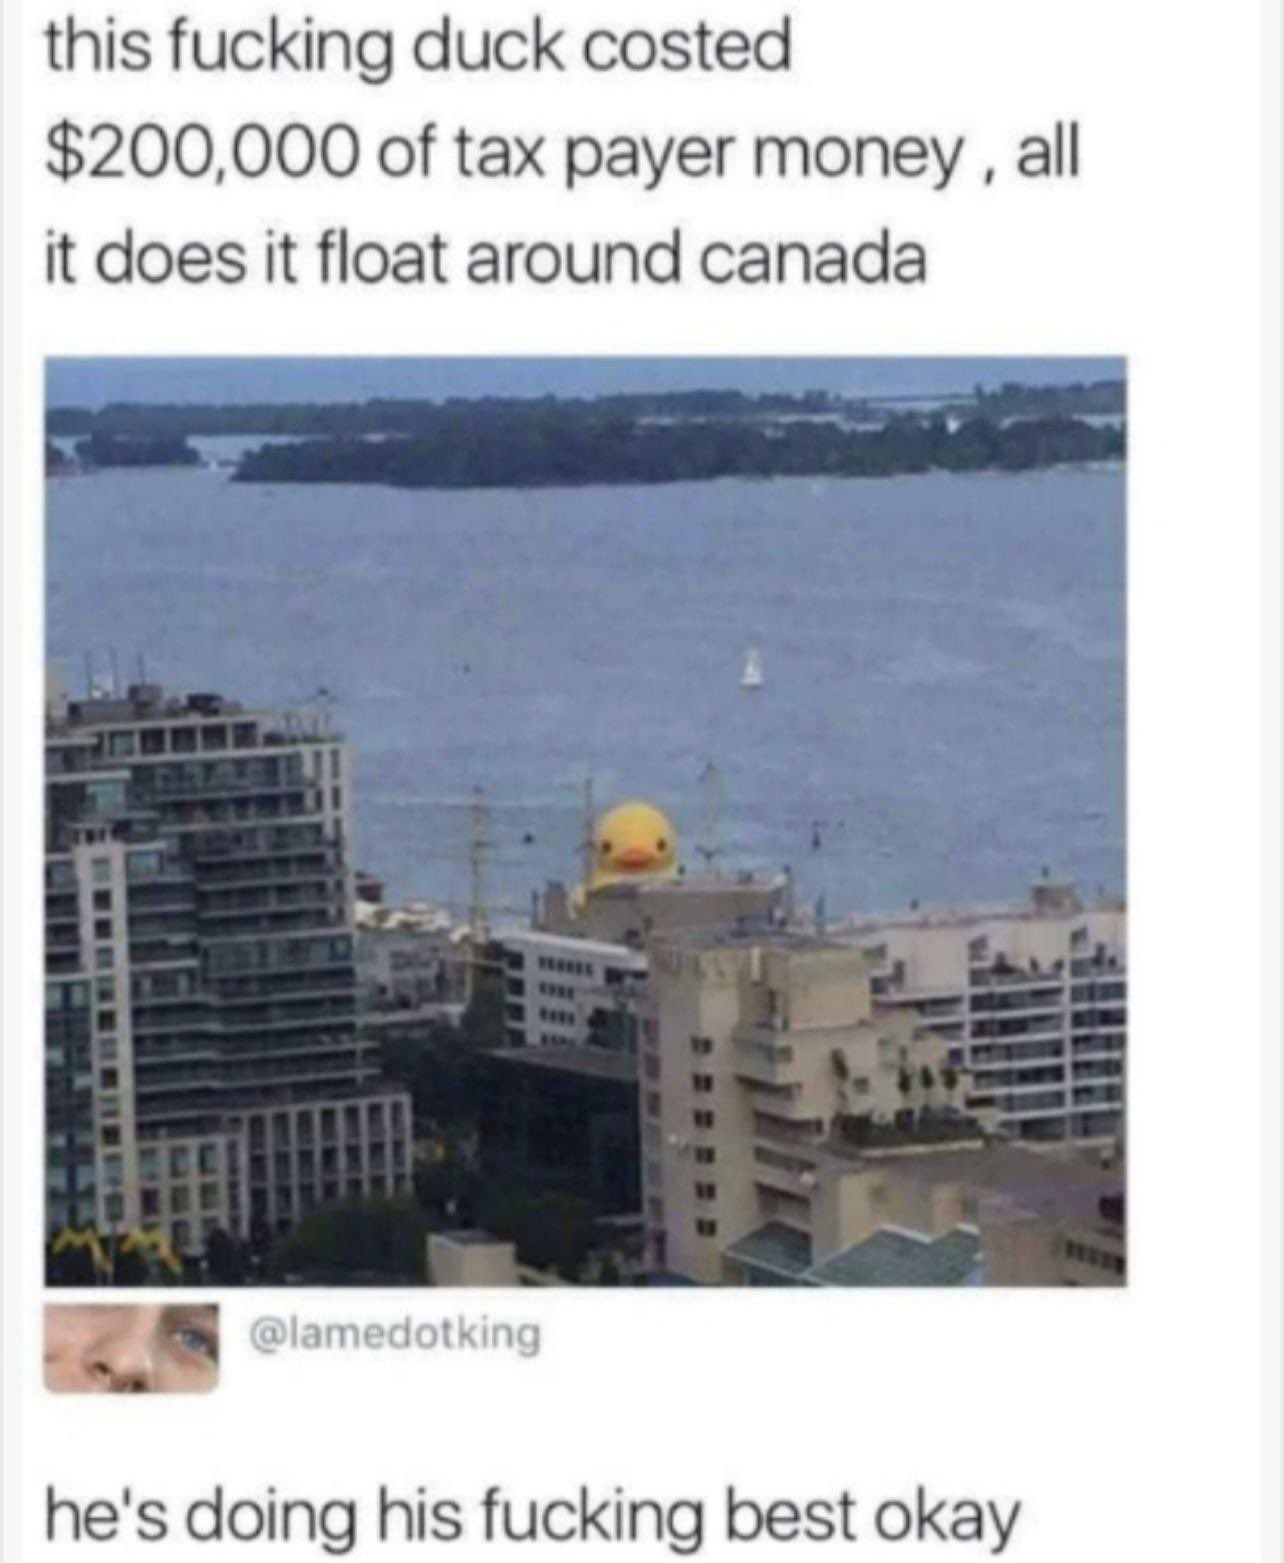 this fucking duck costed
$200,000 of tax payer money , all
it does it float around canada
@lamedotking
he's doing his fucking best okay